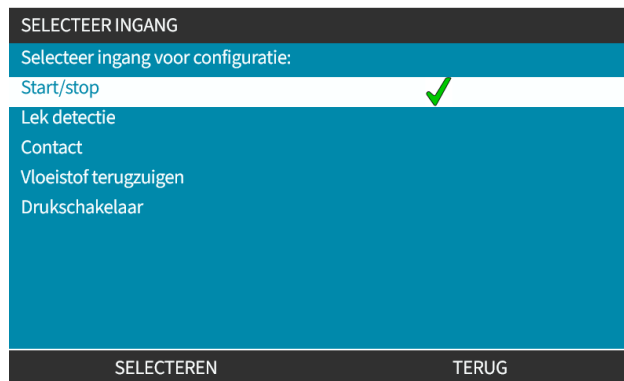 SELECTEER INGANG
Selecteer ingang voor configuratie:
Start/stop
Lek detectie
Contact
Vloeistof terugzuigen
Drukschakelaar
SELECTEREN TERUG